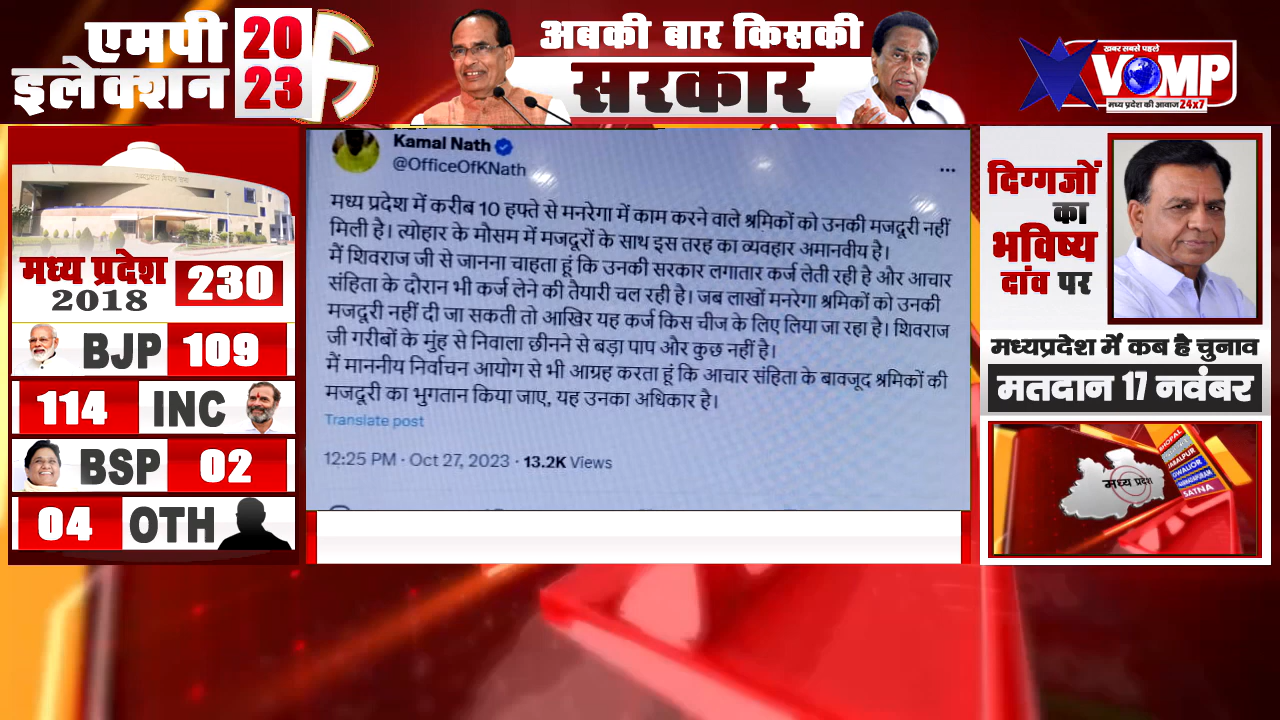 एमपी
इलेक्शन
20
23
अबकी बार किसकी
सरकार
खबर सबसे पहले
VOMP
मध्य प्रदेश की आवाज 24x7
मध्य प्रदेश
2018
230
BJP 109
114 INC
BSP 02
04 OTH
Kamal Nath
@OfficeOfKNath
...
मध्य प्रदेश में करीब 10 हफ्ते से मनरेगा में काम करने वाले श्रमिकों को उनकी मजदूरी नहीं
मिली है। त्योहार के मौसम में मजदूरों के साथ इस तरह का व्यवहार अमानवीय है।
मैं शिवराज जी से जानना चाहता हूं कि उनकी सरकार लगातार कर्ज लेती रही है और आचार
संहिता के दौरान भी कर्ज लेने की तैयारी चल रही है। जब लाखों मनरेगा श्रमिकों को उनकी
मजदूरी नहीं दी जा सकती तो आखिर यह कर्ज किस चीज के लिए लिया जा रहा है। शिवराज
जी गरीबों के मुंह से निवाला छीनने से बड़ा पाप और कुछ नहीं है।
मैं माननीय निर्वाचन आयोग से भी आग्रह करता हूं कि आचार संहिता के बावजूद श्रमिकों की
मजदूरी का भुगतान किया जाए, यह उनका अधिकार है।
Translate post
12:25 PM · Oct 27, 2023 · 13.2K Views
दिग्गजों
का
भविष्य
दांव पर
मध्यप्रदेश में कब है चुनाव
मतदान 17 नवंबर
मध्य प्रदेश
BHOPAL
JABALPUR
GWALIOR
SATNA